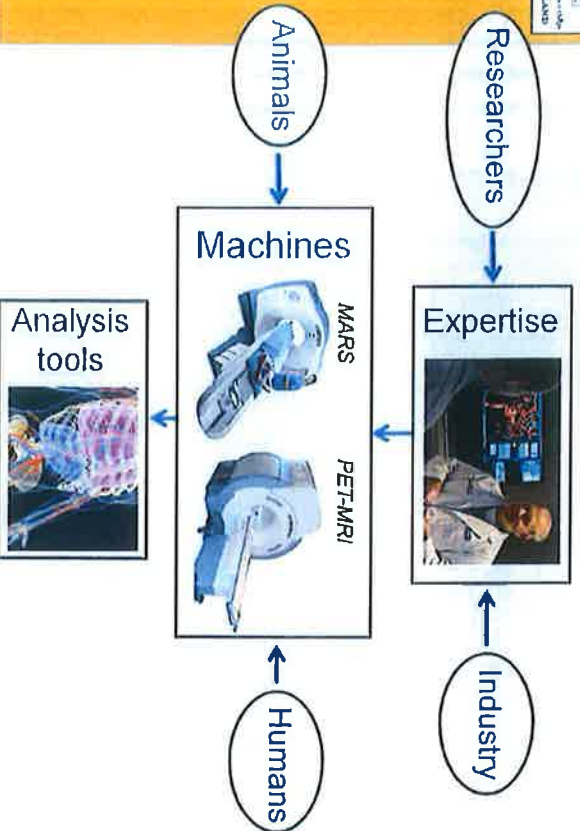 Researchers
Expertise
Industry
Animals
Machines
MARS
PET-MRI
Humans
Analysis
tools